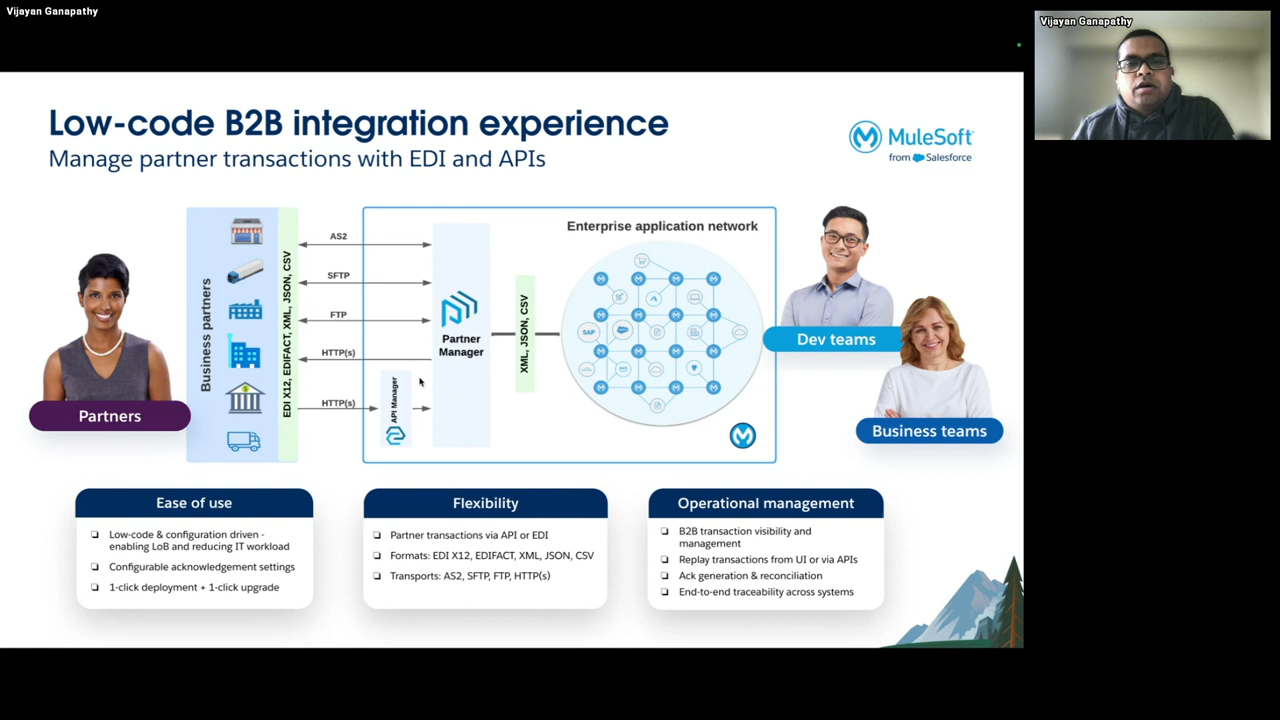 Vijayan Ganapathy
Vijayan Ganapathy
Low-code B2B integration experience
Manage partner transactions with EDI and APIs
MuleSoft
from Salesforce
Partners
Business partners
EDI X12, EDIFACT, XML, JSON, CSV
AS2
SFTP
FTP
HTTP(s)
HTTP(s)
API Manager
Partner
Manager
XML, JSON, CSV
Enterprise application network
SAP
Dev teams
Business teams
Ease of use
Low-code & configuration driven -
enabling LoB and reducing IT workload
Configurable acknowledgement settings
1-click deployment + 1-click upgrade
Flexibility
Partner transactions via API or EDI
Formats: EDI X12, EDIFACT, XML, JSON, CSV
Transports: AS2, SFTP, FTP, HTTP(s)
Operational management
B2B transaction visibility and
management
Replay transactions from UI or via APIs
Ack generation & reconciliation
End-to-end traceability across systems